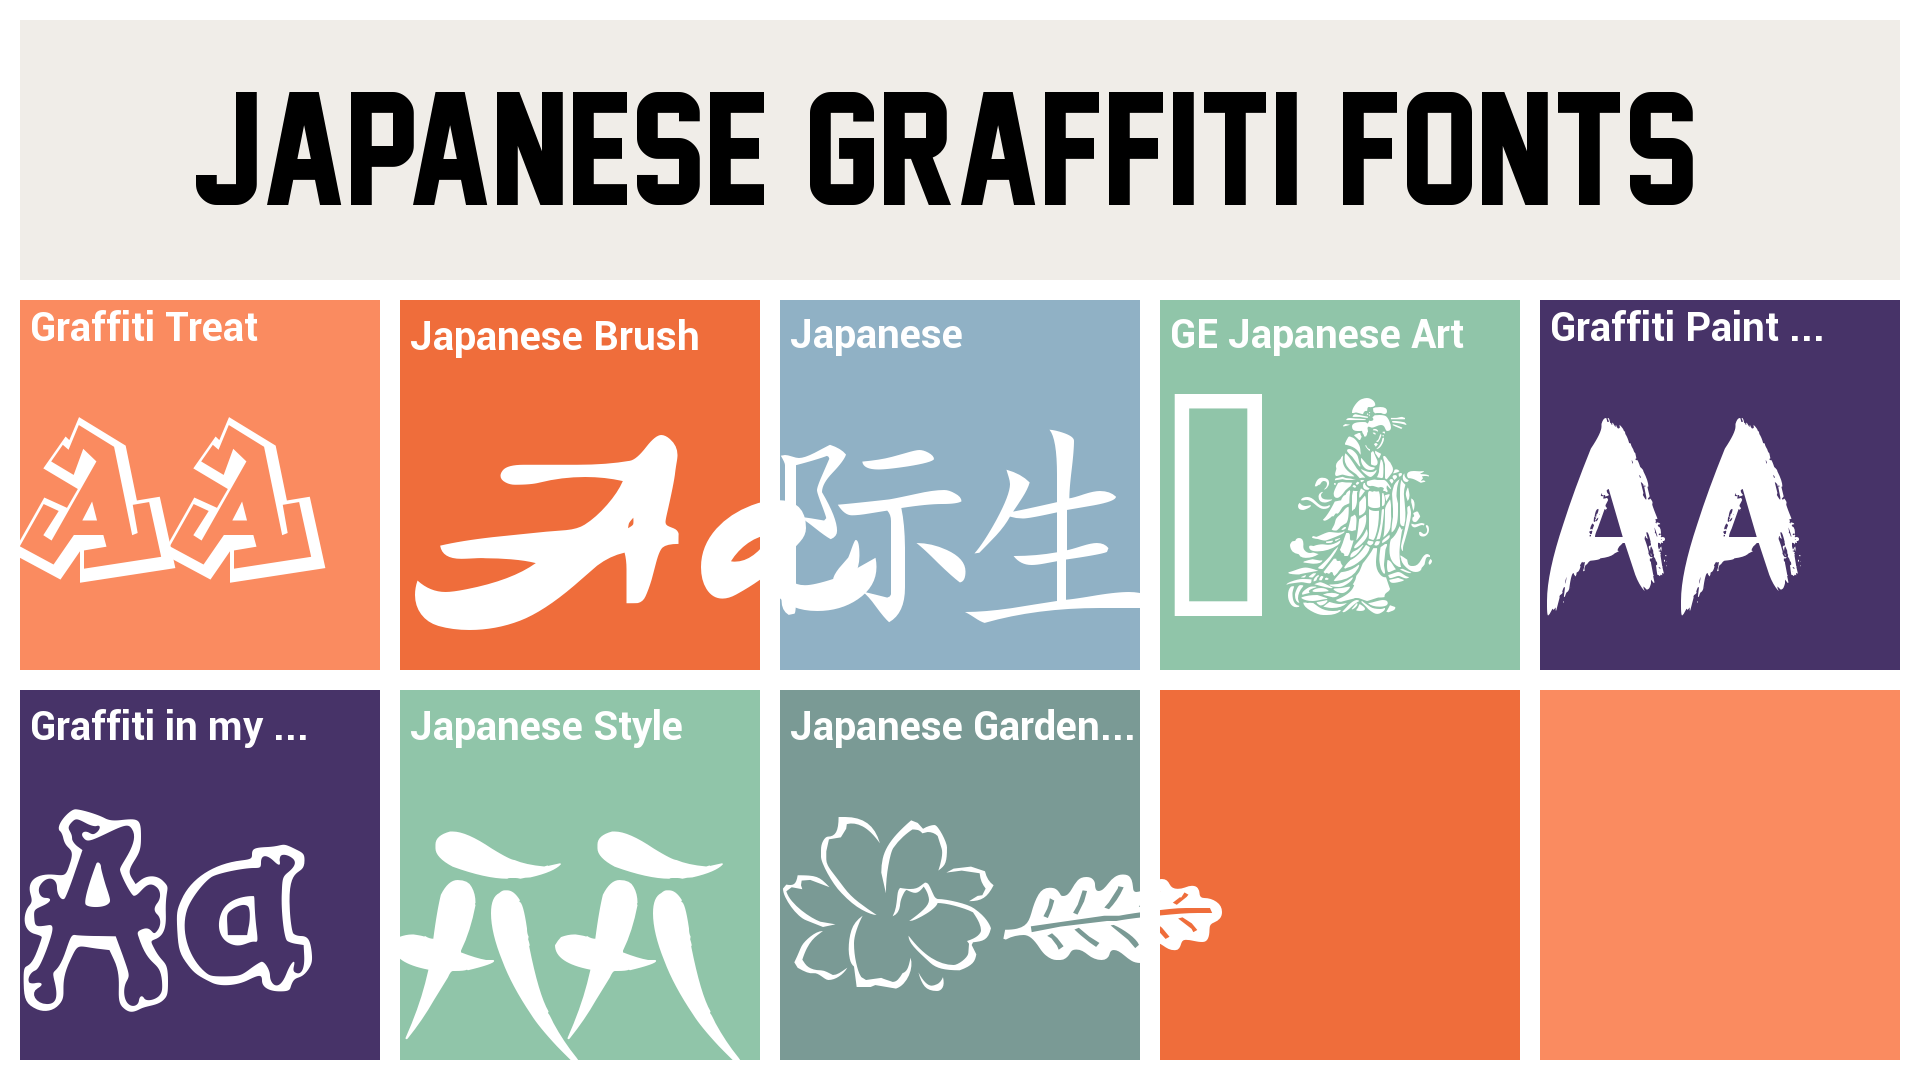 JAPANESE GRAFFITI FONTS
Graffiti Treat
Japanese Brush
Japanese
GE Japanese Art
Graffiti Paint ...
AA
Aa
际生
AA
Graffiti in my ...
Japanese Style
Japanese Garden...
Aa
AA